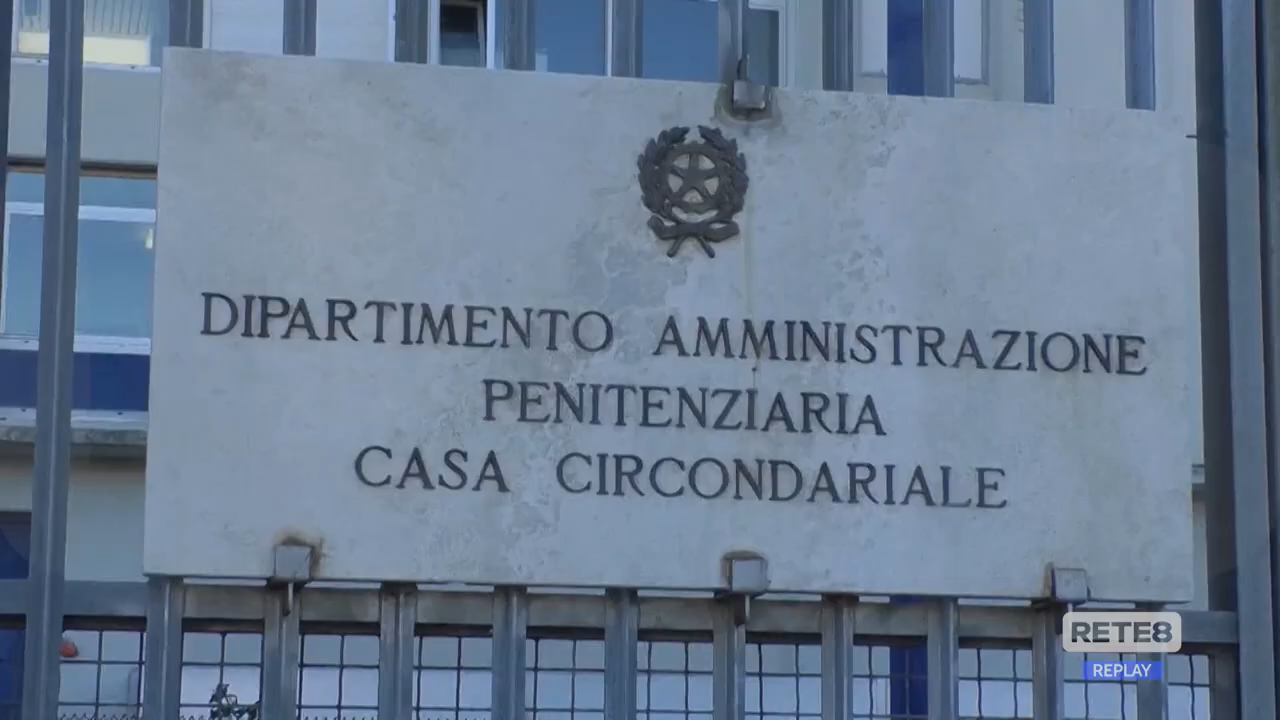 DIPARTIMENTO AMMINISTRAZIONE
PENITENZIARIA
CASA CIRCONDARIALE
RETE8
REPLAY